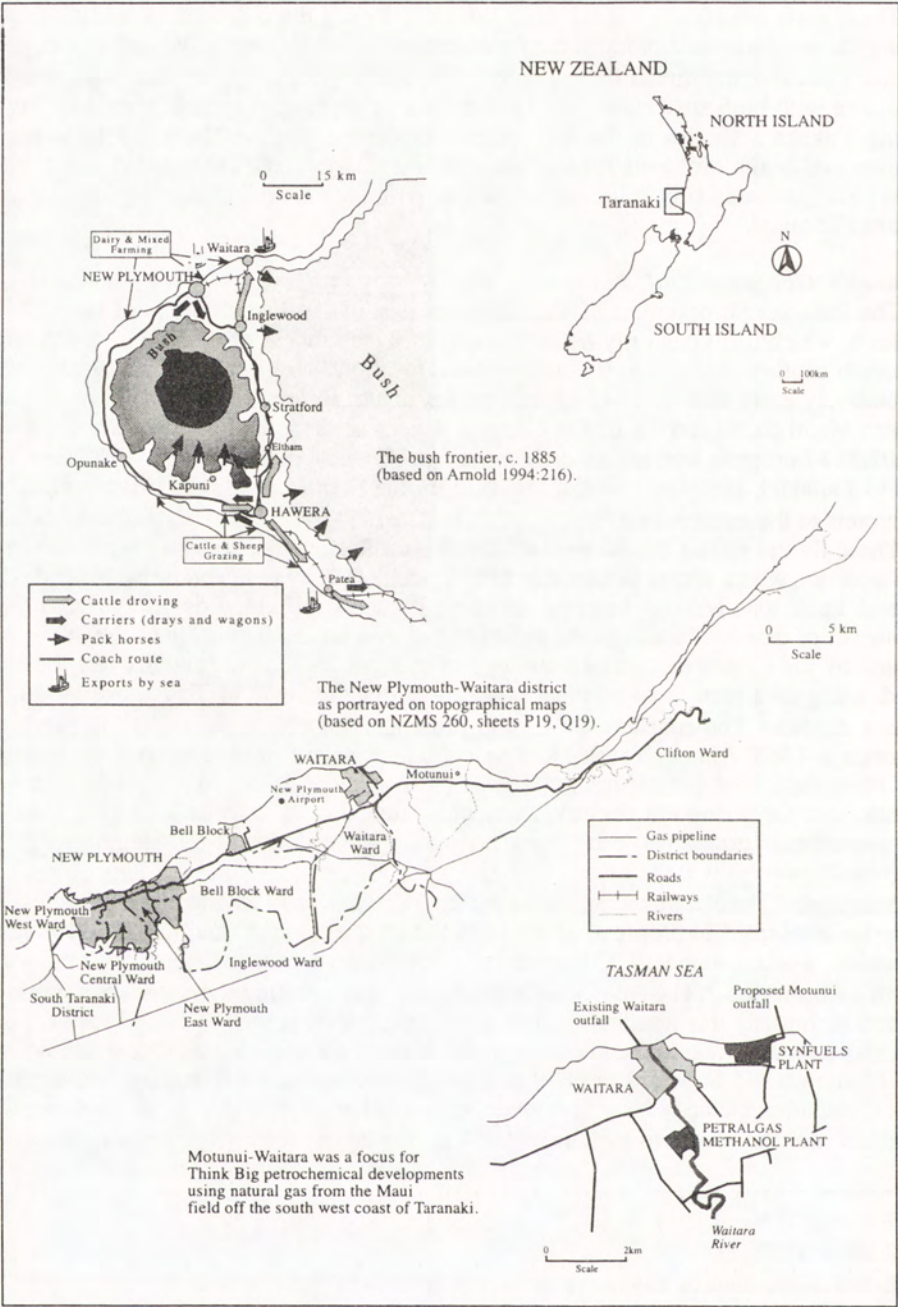 NEW ZEALAND
NORTH ISLAND
Taranaki
N
SOUTH ISLAND
0 100km
Scale
0 15 km
Scale
Dairy & Mixed
Farming
Waitara
NEW PLYMOUTH
Inglewood
Bush
Bush
Stratford
Eltham
Opunake
Kapuni
HAWERA
Cattle & Sheep
Grazing
Patea
The bush frontier, c. 1885
(based on Arnold 1994:216).
Cattle droving
Carriers (drays and wagons)
Pack horses
Coach route
Exports by sea
0 5 km
Scale
The New Plymouth-Waitara district
as portrayed on topographical maps
(based on NZMS 260, sheets P19, Q19).
Clifton Ward
WAITARA
Motunui
New Plymouth
Airport
Bell Block
Waitara
Ward
NEW PLYMOUTH
Bell Block Ward
New Plymouth
West Ward
Inglewood Ward
New Plymouth
Central Ward
South Taranaki
District
New Plymouth
East Ward
Gas pipeline
District boundaries
Roads
Railways
Rivers
TASMAN SEA
Existing Waitara
outfall
Proposed Motunui
outfall
SYNFUELS
PLANT
WAITARA
PETRALGAS
METHANOL PLANT
Waitara
River
0 2km
Scale
Motunui-Waitara was a focus for
Think Big petrochemical developments
using natural gas from the Maui
field off the south west coast of Taranaki.